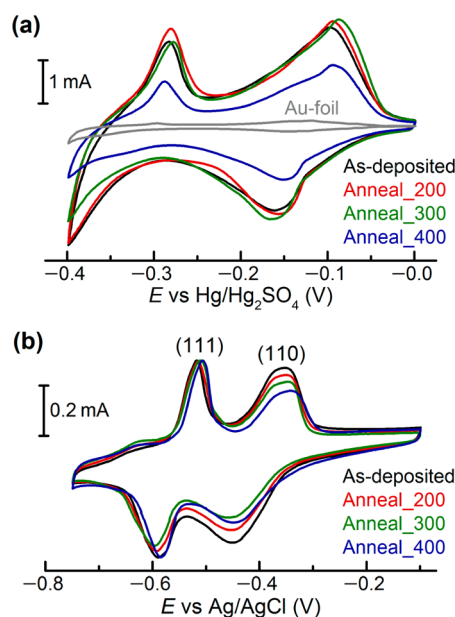 (a)
1 mA
Au-foil
As-deposited
Anneal_200
Anneal_300
Anneal_400
−0.4 −0.3 −0.2 −0.1 −0.0
E vs Hg/Hg₂SO₄ (V)
(b)
(111) (110)
0.2 mA
As-deposited
Anneal_200
Anneal_300
Anneal_400
−0.8 −0.6 −0.4 −0.2
E vs Ag/AgCl (V)